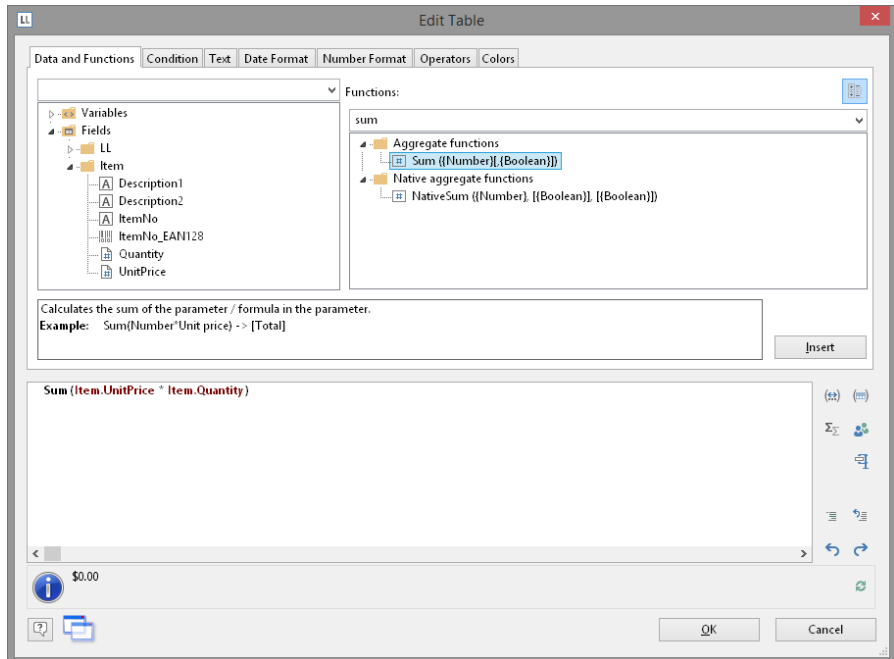 LL
Edit Table
Data and Functions Condition Text Date Format Number Format Operators Colors
Functions:
sum
Variables
Fields
LL
Item
A Description1
A Description2
A ItemNo
ItemNo_EAN128
# Quantity
# UnitPrice
Aggregate functions
# Sum ({Number}[,{Boolean}])
Native aggregate functions
# NativeSum ({Number}, [{Boolean}], [{Boolean}])
Calculates the sum of the parameter / formula in the parameter.
Example: Sum(Number*Unit price) -> [Total]
Insert
Sum (Item.UnitPrice * Item.Quantity)
$0.00
OK
Cancel